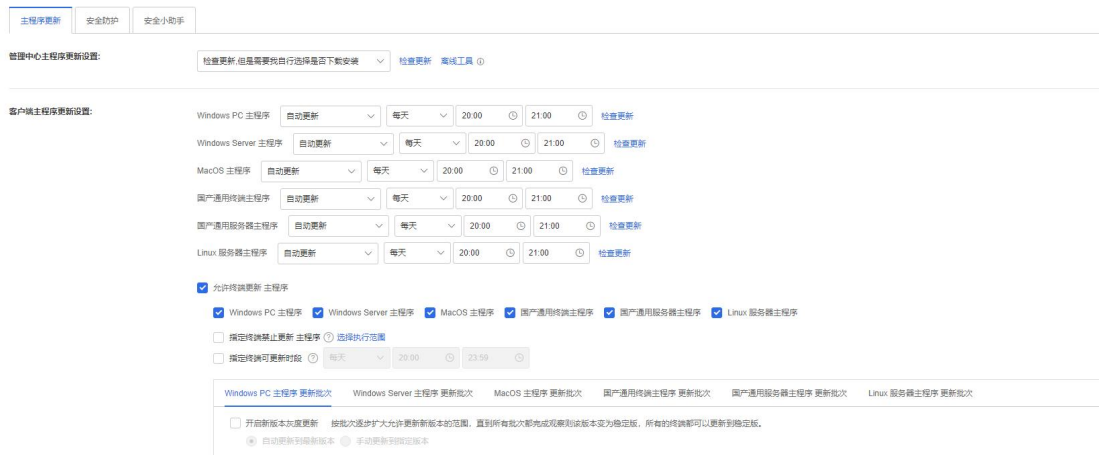 主程序更新 安全防护 安全小助手
管理中心主程序更新设置: 检查更新,但是需要我自行选择是否下载安装 检查更新 离线工具
客户端主程序更新设置: Windows PC 主程序 自动更新 每天 20:00 21:00 检查更新
Windows Server 主程序 自动更新 每天 20:00 21:00 检查更新
MacOS 主程序 自动更新 每天 20:00 21:00 检查更新
国产通用终端主程序 自动更新 每天 20:00 21:00 检查更新
国产通用服务器主程序 自动更新 每天 20:00 21:00 检查更新
Linux 服务器主程序 自动更新 每天 20:00 21:00 检查更新
允许终端更新 主程序
Windows PC 主程序 Windows Server 主程序 MacOS 主程序 国产通用终端主程序 国产通用服务器主程序 Linux 服务器主程序
指定终端禁止更新 主程序 选择执行范围
指定终端可更新时段 每天 20:00 23:59
Windows PC 主程序 更新批次 Windows Server 主程序 更新批次 MacOS 主程序 更新批次 国产通用终端主程序 更新批次 国产通用服务器主程序 更新批次 Linux 服务器主程序 更新批次
开启新版本灰度更新 按批次逐步扩大允许更新新版本的范围，直到所有批次都完成观察则该版本变为稳定版，所有的终端都可以更新到稳定版。
自动更新到最新版本 手动更新到指定版本